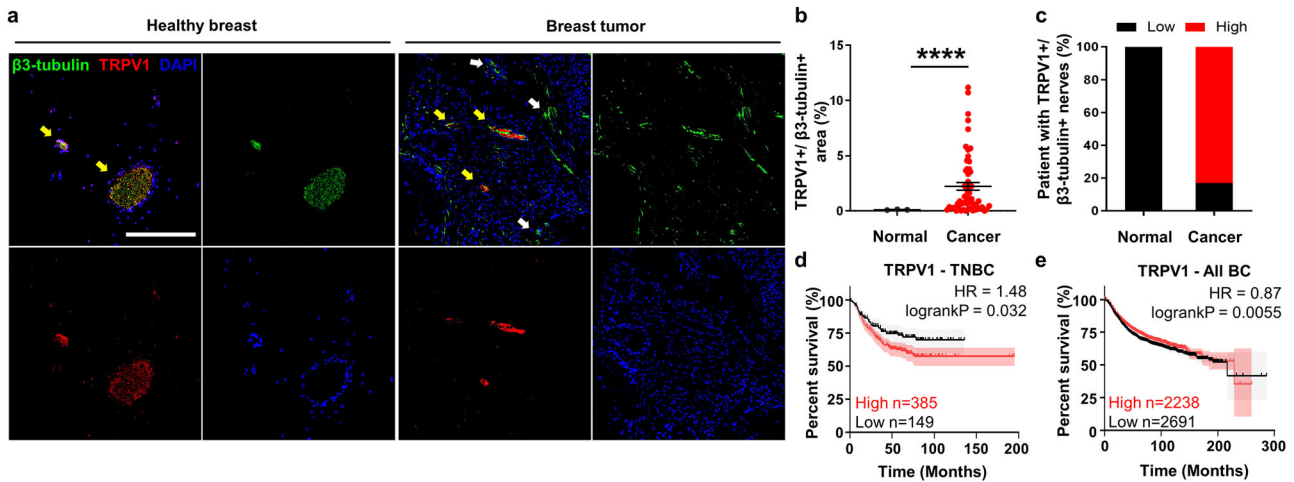 a
Healthy breast
Breast tumor
β3-tubulin TRPV1 DAPI
b
TRPV1+/ β3-tubulin+
area (%)
15
10
5
0
****
Normal Cancer
c
Low High
Patient with TRPV1+/
β3-tubulin+ nerves (%)
100
80
60
40
20
0
Normal Cancer
d
TRPV1 - TNBC
HR = 1.48
logrankP = 0.032
Percent survival (%)
100
75
50
25
0
High n=385
Low n=149
0 50 100 150 200
Time (Months)
e
TRPV1 - All BC
HR = 0.87
logrankP = 0.0055
Percent survival (%)
100
75
50
25
0
High n=2238
Low n=2691
0 100 200 300
Time (Months)